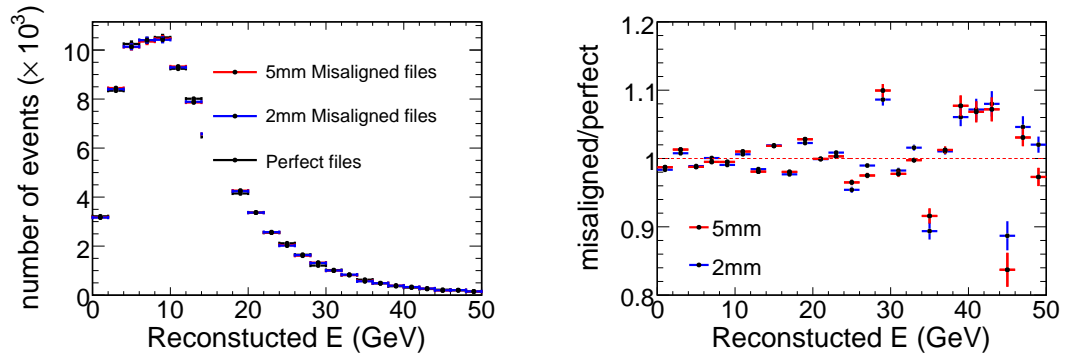 number of events (× 10³)
10
8
6
4
2
0
5mm Misaligned files
2mm Misaligned files
Perfect files
0 10 20 30 40 50
Reconstucted E (GeV)
misaligned/perfect
1.2
1.1
1
0.9
0.8
5mm
2mm
0 10 20 30 40 50
Reconstucted E (GeV)